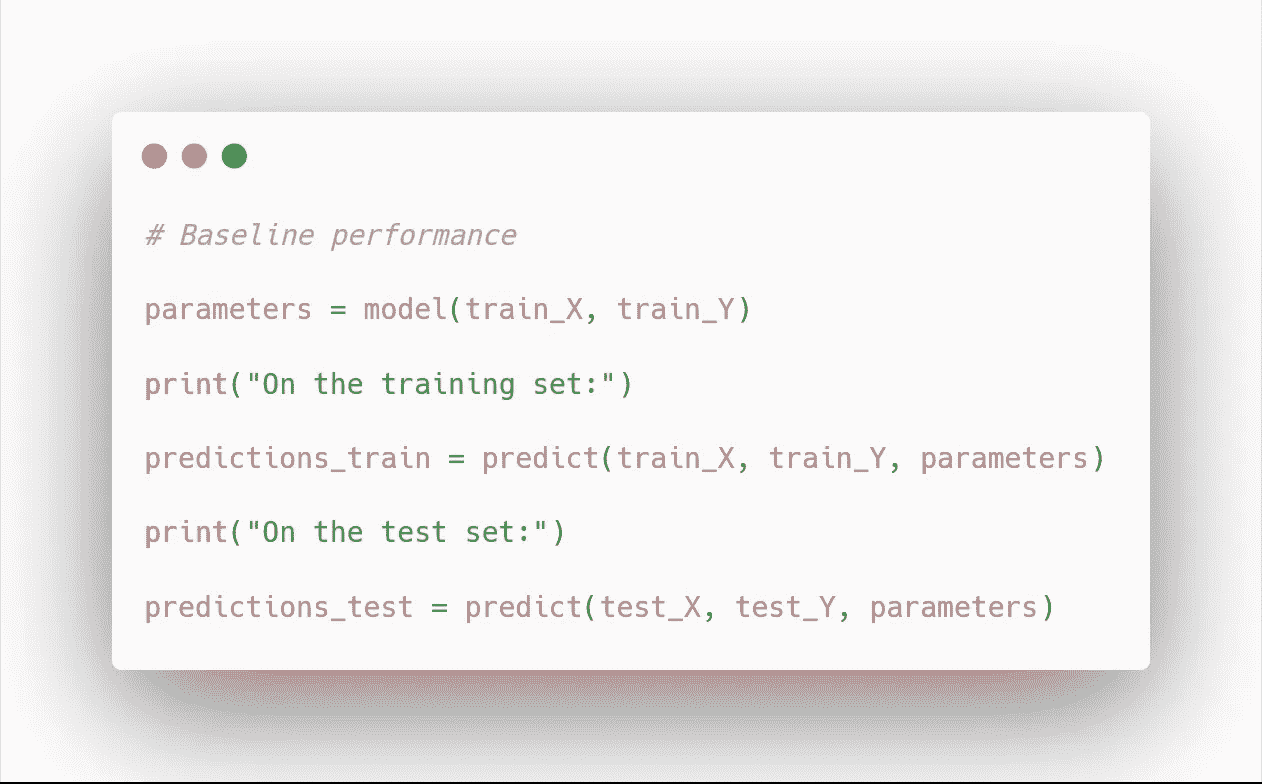 # Baseline performance
parameters = model(train_X, train_Y)
print("On the training set:")
predictions_train = predict(train_X, train_Y, parameters)
print("On the test set:")
predictions_test = predict(test_X, test_Y, parameters)